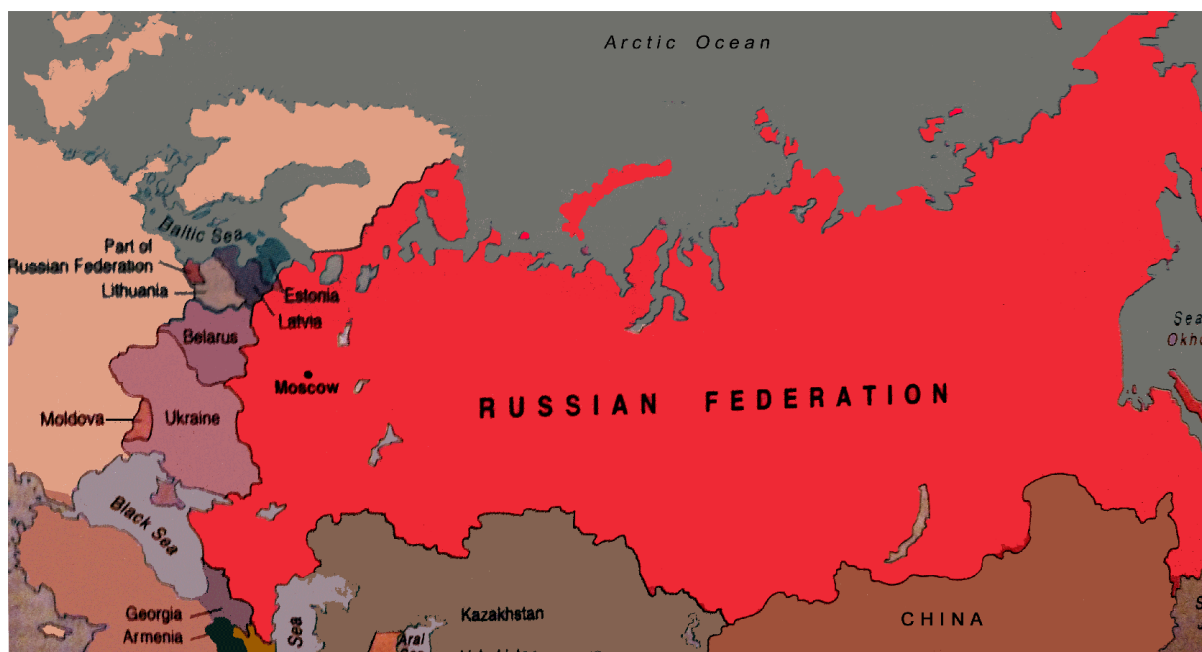 Arctic Ocean
Baltic Sea
Part of
Russian Federation
Lithuania
Estonia
Latvia
Belarus
Moscow
RUSSIAN FEDERATION
Moldova
Ukraine
Sea
Black Sea
Georgia
Armenia
Sea
Kazakhstan
Aral
CHINA